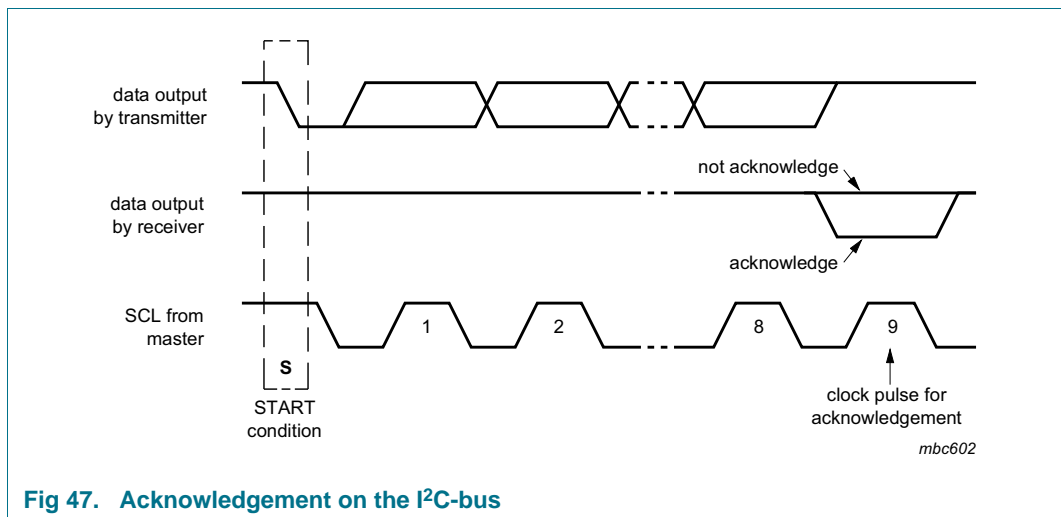 data output
by transmitter
not acknowledge
data output
by receiver
acknowledge
SCL from
master
1
2
8
9
S
START
condition
clock pulse for
acknowledgement
mbc602
Fig 47. Acknowledgement on the I²C-bus